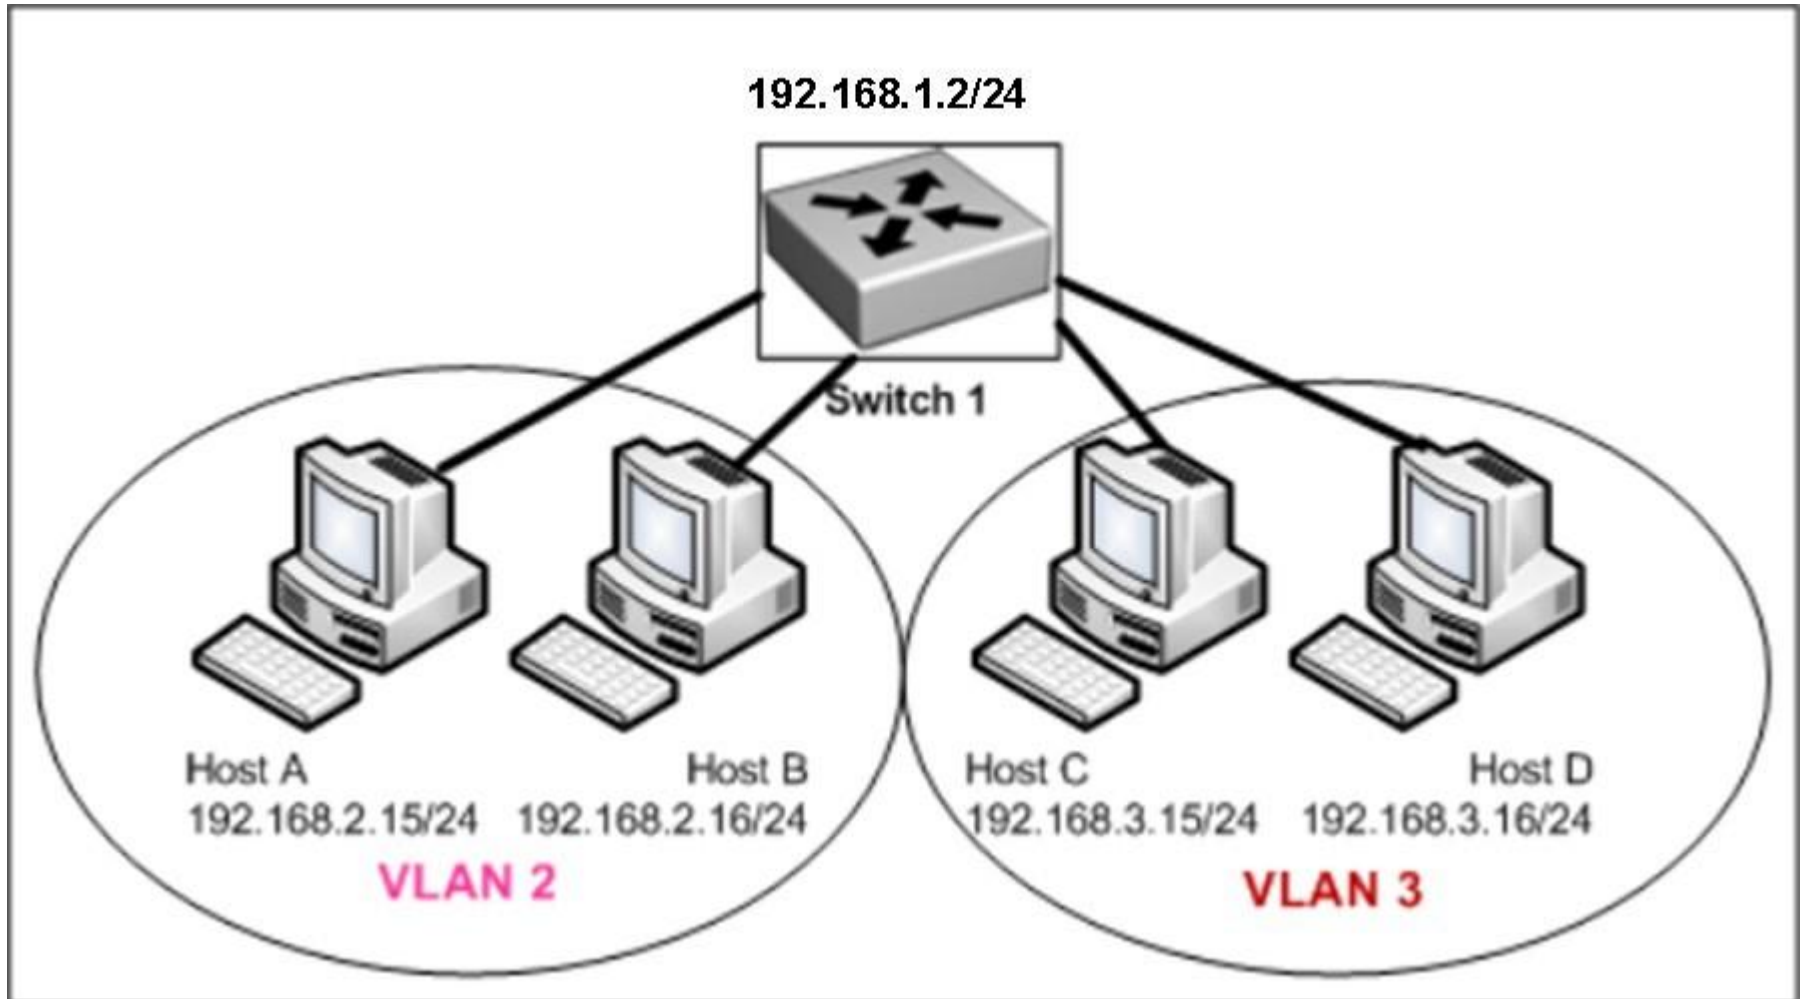 192.168.1.2/24
Switch 1
Host A
Host B
Host C
Host D
192.168.2.15/24
192.168.2.16/24
192.168.3.15/24
192.168.3.16/24
VLAN 2
VLAN 3